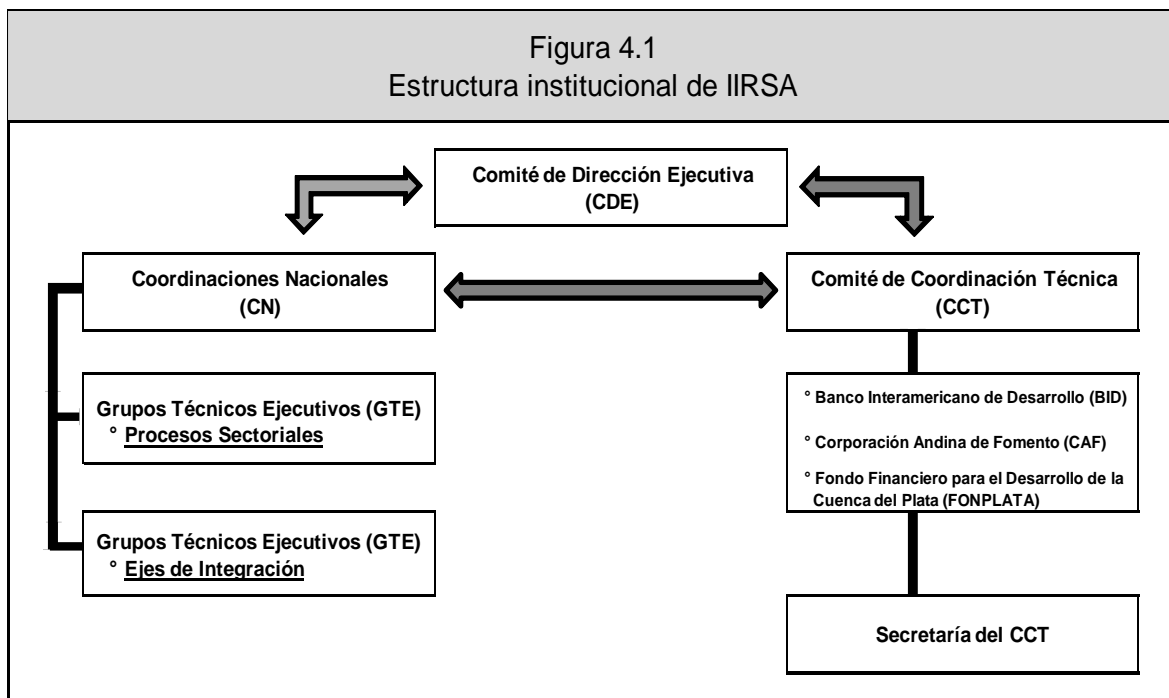 Figura 4.1
Estructura institucional de IIRSA
Comité de Dirección Ejecutiva
(CDE)
Coordinaciones Nacionales
(CN)
Comité de Coordinación Técnica
(CCT)
Grupos Técnicos Ejecutivos (GTE)
° Procesos Sectoriales
Grupos Técnicos Ejecutivos (GTE)
° Ejes de Integración
° Banco Interamericano de Desarrollo (BID)
° Corporación Andina de Fomento (CAF)
° Fondo Financiero para el Desarrollo de la
Cuenca del Plata (FONPLATA)
Secretaría del CCT